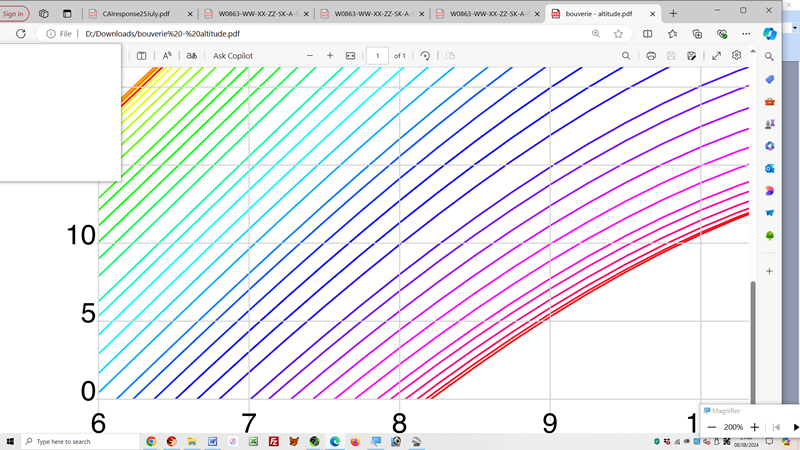 Sign in
CAIresponse25July.pdf
W0863-WW-XX-ZZ-SK-A-S
W0863-WW-XX-ZZ-SK-A-S
W0863-WW-XX-ZZ-SK-A-S
bouverie - altitude.pdf
File
D:/Downloads/bouverie%20-%20altitude.pdf
Ask Copilot
1 of 1
10
5
0
6 7 8 9 1
Magnifier
200%
Type here to search
08/08/2024